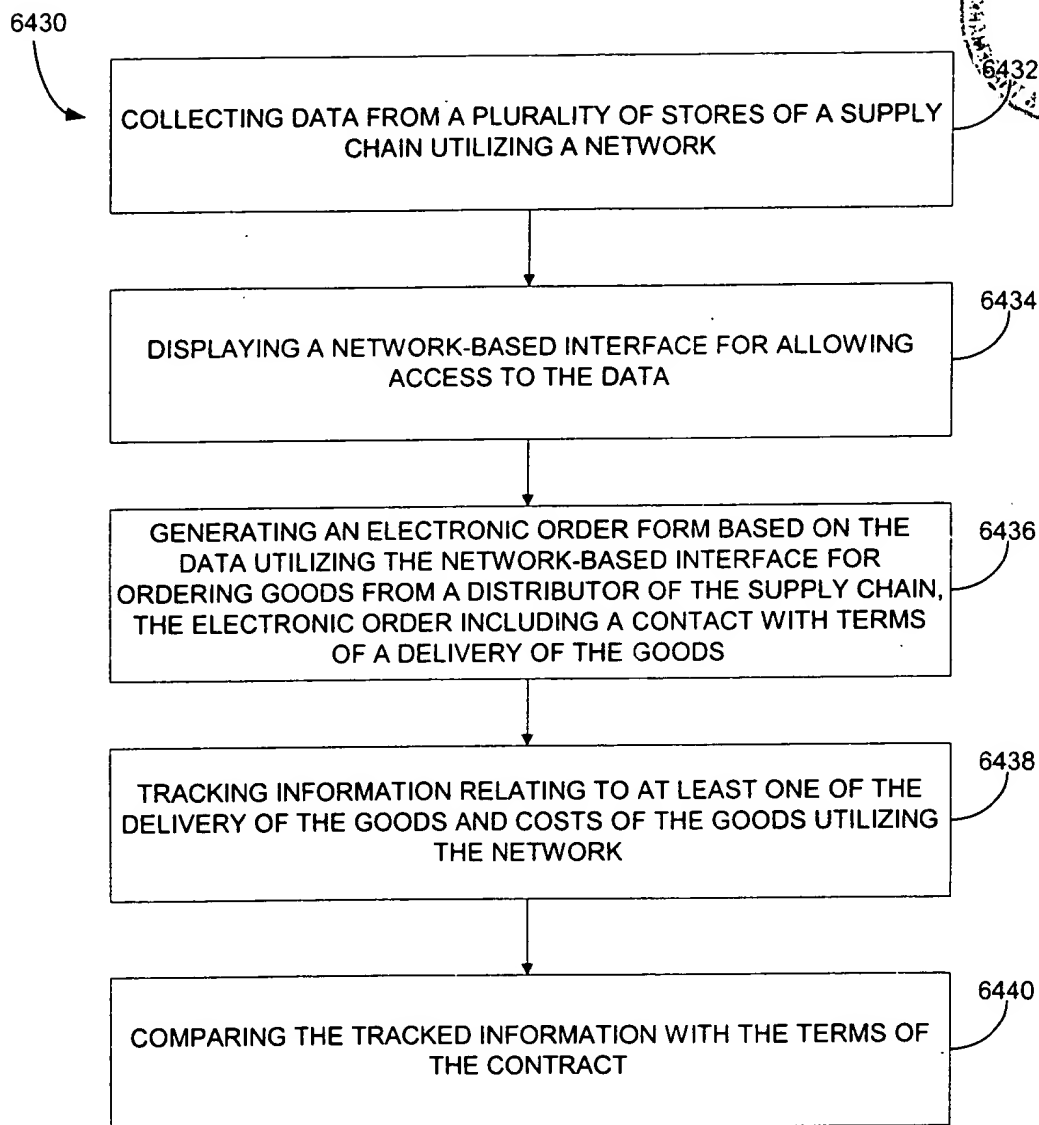 6430
6432
COLLECTING DATA FROM A PLURALITY OF STORES OF A SUPPLY
CHAIN UTILIZING A NETWORK
6434
DISPLAYING A NETWORK-BASED INTERFACE FOR ALLOWING
ACCESS TO THE DATA
6436
GENERATING AN ELECTRONIC ORDER FORM BASED ON THE
DATA UTILIZING THE NETWORK-BASED INTERFACE FOR
ORDERING GOODS FROM A DISTRIBUTOR OF THE SUPPLY CHAIN,
THE ELECTRONIC ORDER INCLUDING A CONTACT WITH TERMS
OF A DELIVERY OF THE GOODS
6438
TRACKING INFORMATION RELATING TO AT LEAST ONE OF THE
DELIVERY OF THE GOODS AND COSTS OF THE GOODS UTILIZING
THE NETWORK
6440
COMPARING THE TRACKED INFORMATION WITH THE TERMS OF
THE CONTRACT